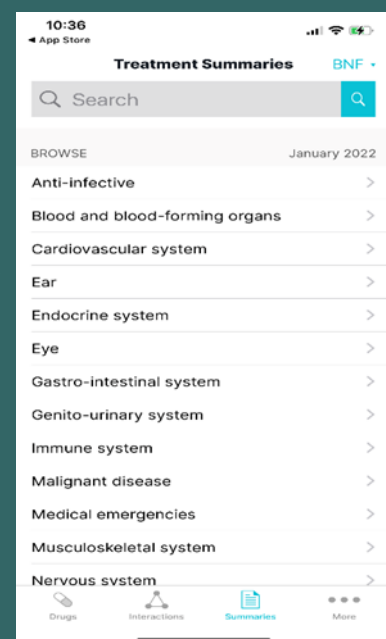 10:36
◀ App Store
Treatment Summaries BNF
Search
BROWSE January 2022
Anti-infective
Blood and blood-forming organs
Cardiovascular system
Ear
Endocrine system
Eye
Gastro-intestinal system
Genito-urinary system
Immune system
Malignant disease
Medical emergencies
Musculoskeletal system
Nervous system
Drugs Interactions Summaries More